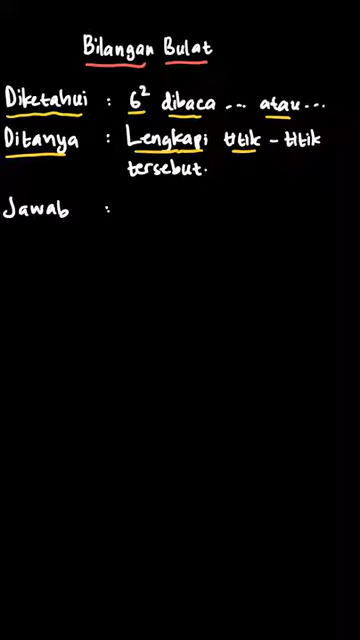 Bilangan Bulat
Diketahui : 6² dibaca ... atau ...
Ditanya : Lengkapi titik - titik
tersebut.
Jawab :